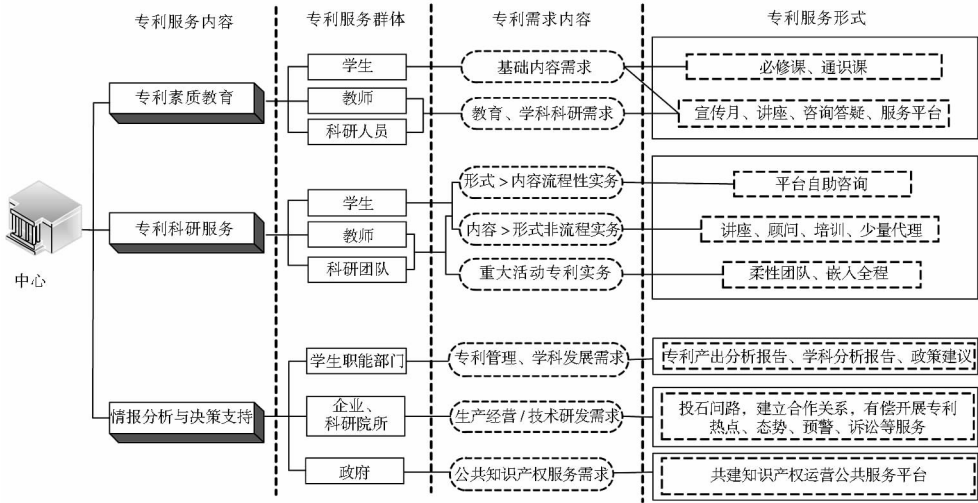 专利服务内容
专利服务群体
专利需求内容
专利服务形式
中心
专利素质教育
学生
教师
科研人员
基础内容需求
教育、学科科研需求
必修课、通识课
宣传月、讲座、咨询答疑、服务平台
专利科研服务
学生
教师
科研团队
形式>内容流程性实务
内容>形式非流程实务
重大活动专利实务
平台自助咨询
讲座、顾问、培训、少量代理
柔性团队、嵌入全程
情报分析与决策支持
学生职能部门
企业、
科研院所
政府
专利管理、学科发展需求
生产经营/技术研发需求
公共知识产权服务需求
专利产出分析报告、学科分析报告、政策建议
投石问路，建立合作关系，有偿开展专利
热点、态势、预警、诉讼等服务
共建知识产权运营公共服务平台